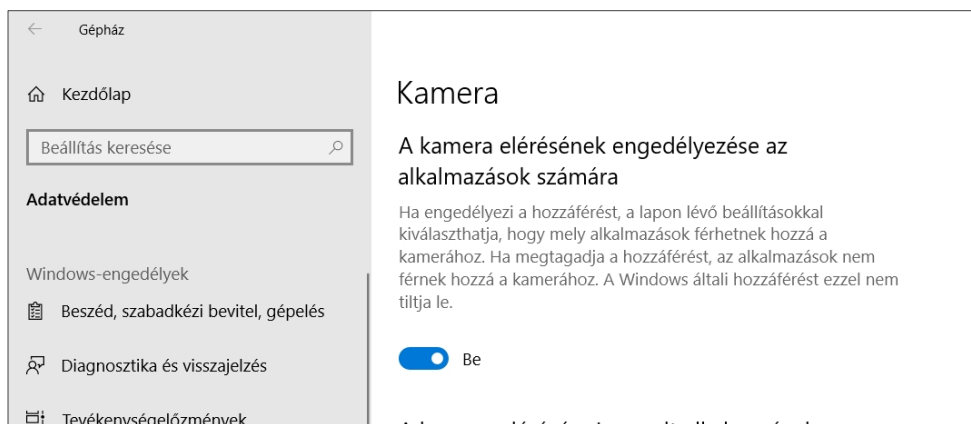 Gépház
Kezdőlap
Beállítás keresése
Adatvédelem
Windows-engedélyek
Beszéd, szabadkézi bevitel, gépelés
Diagnosztika és visszajelzés
Tevékenységelőzmények
Kamera
A kamera elérésének engedélyezése az
alkalmazások számára
Ha engedélyezi a hozzáférést, a lapon lévő beállításokkal
kiválaszthatja, hogy mely alkalmazások férhetnek hozzá a
kamerához. Ha megtagadja a hozzáférést, az alkalmazások nem
férnek hozzá a kamerához. A Windows általi hozzáférést ezzel nem
tiltja le.
Be